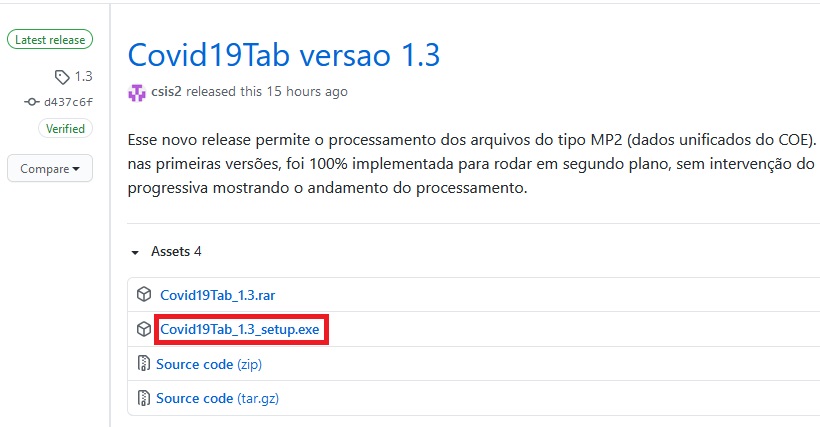 Latest release
1.3
d437c6f
Verified
Compare
Covid19Tab versao 1.3
csis2 released this 15 hours ago
Esse novo release permite o processamento dos arquivos do tipo MP2 (dados unificados do COE).
nas primeiras versões, foi 100% implementada para rodar em segundo plano, sem intervenção do
progressiva mostrando o andamento do processamento.
Assets 4
Covid19Tab_1.3.rar
Covid19Tab_1.3_setup.exe
Source code (zip)
Source code (tar.gz)